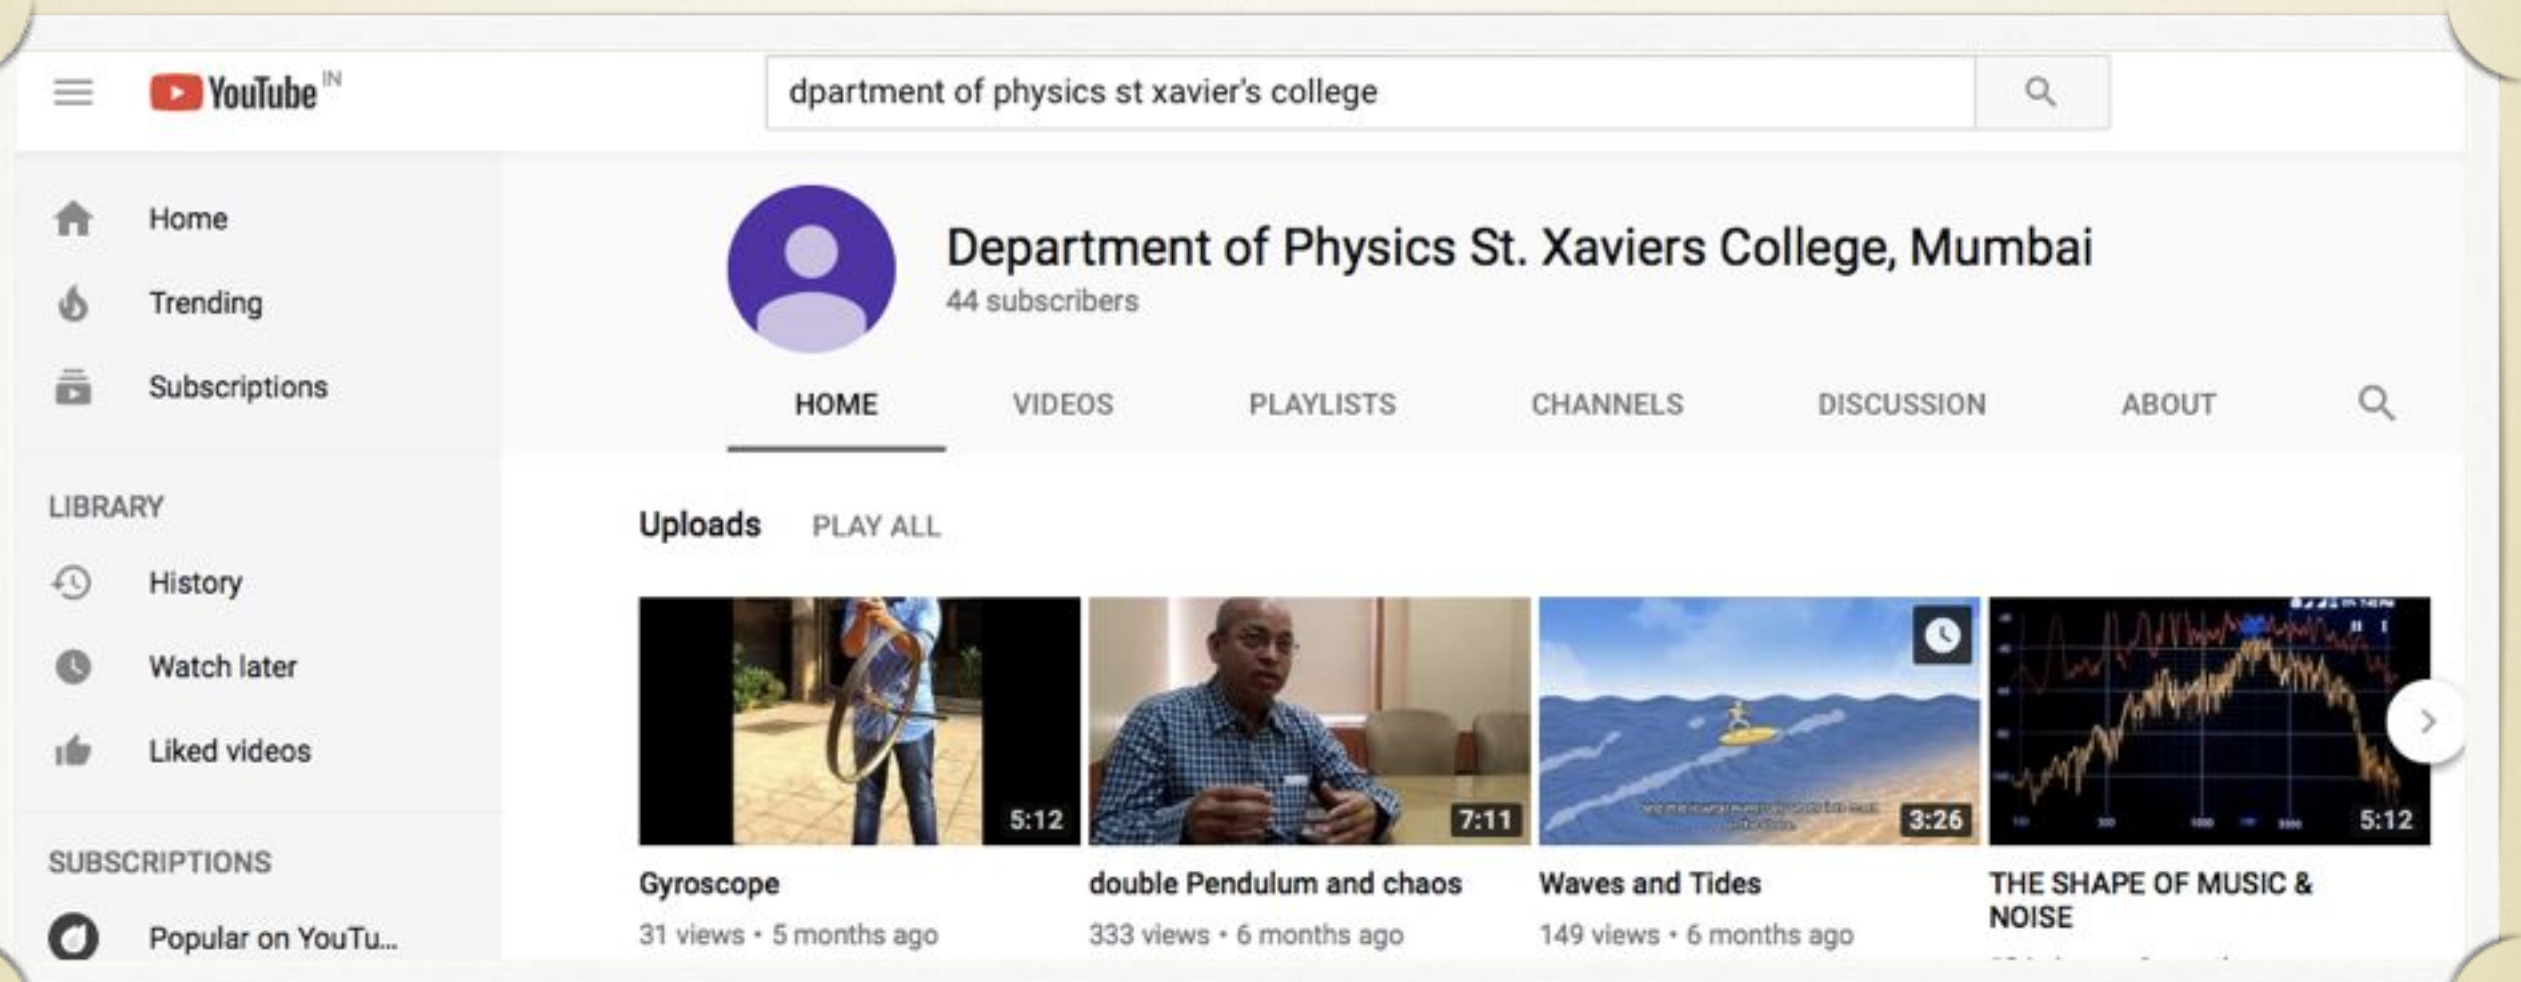 YouTube IN
dpartment of physics st xavier's college
Home
Trending
Subscriptions
LIBRARY
History
Watch later
Liked videos
SUBSCRIPTIONS
Popular on YouTu...
Department of Physics St. Xaviers College, Mumbai
44 subscribers
HOME VIDEOS PLAYLISTS CHANNELS DISCUSSION ABOUT
Uploads PLAY ALL
5:12 7:11 3:26 5:12
Gyroscope
31 views • 5 months ago
double Pendulum and chaos
333 views • 6 months ago
Waves and Tides
149 views • 6 months ago
THE SHAPE OF MUSIC &
NOISE